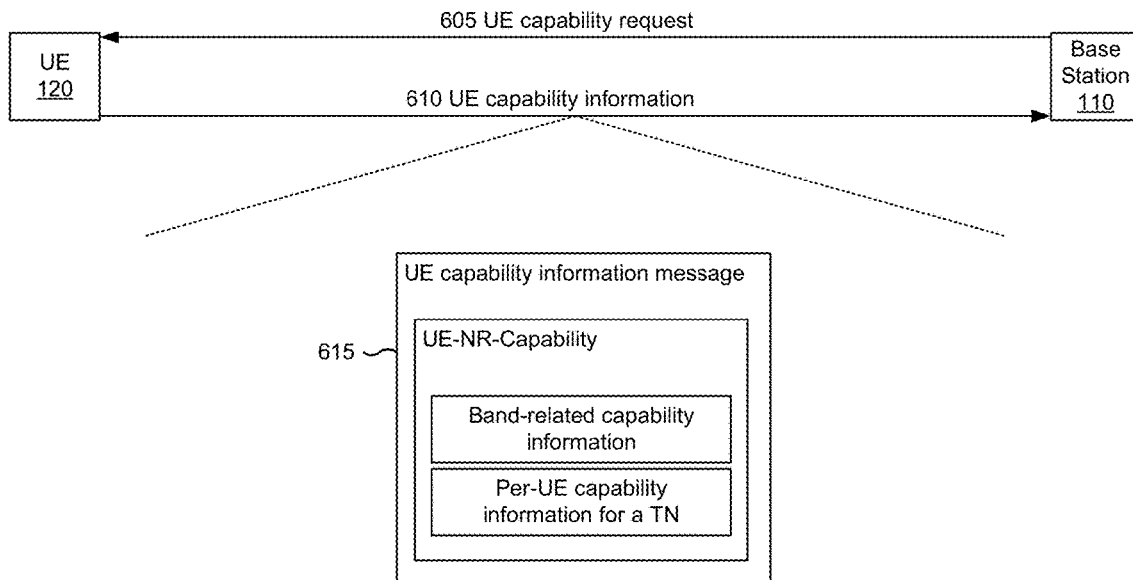 605 UE capability request
UE
120
Base
Station
110
610 UE capability information
UE capability information message
UE-NR-Capability
615
Band-related capability
information
Per-UE capability
information for a TN